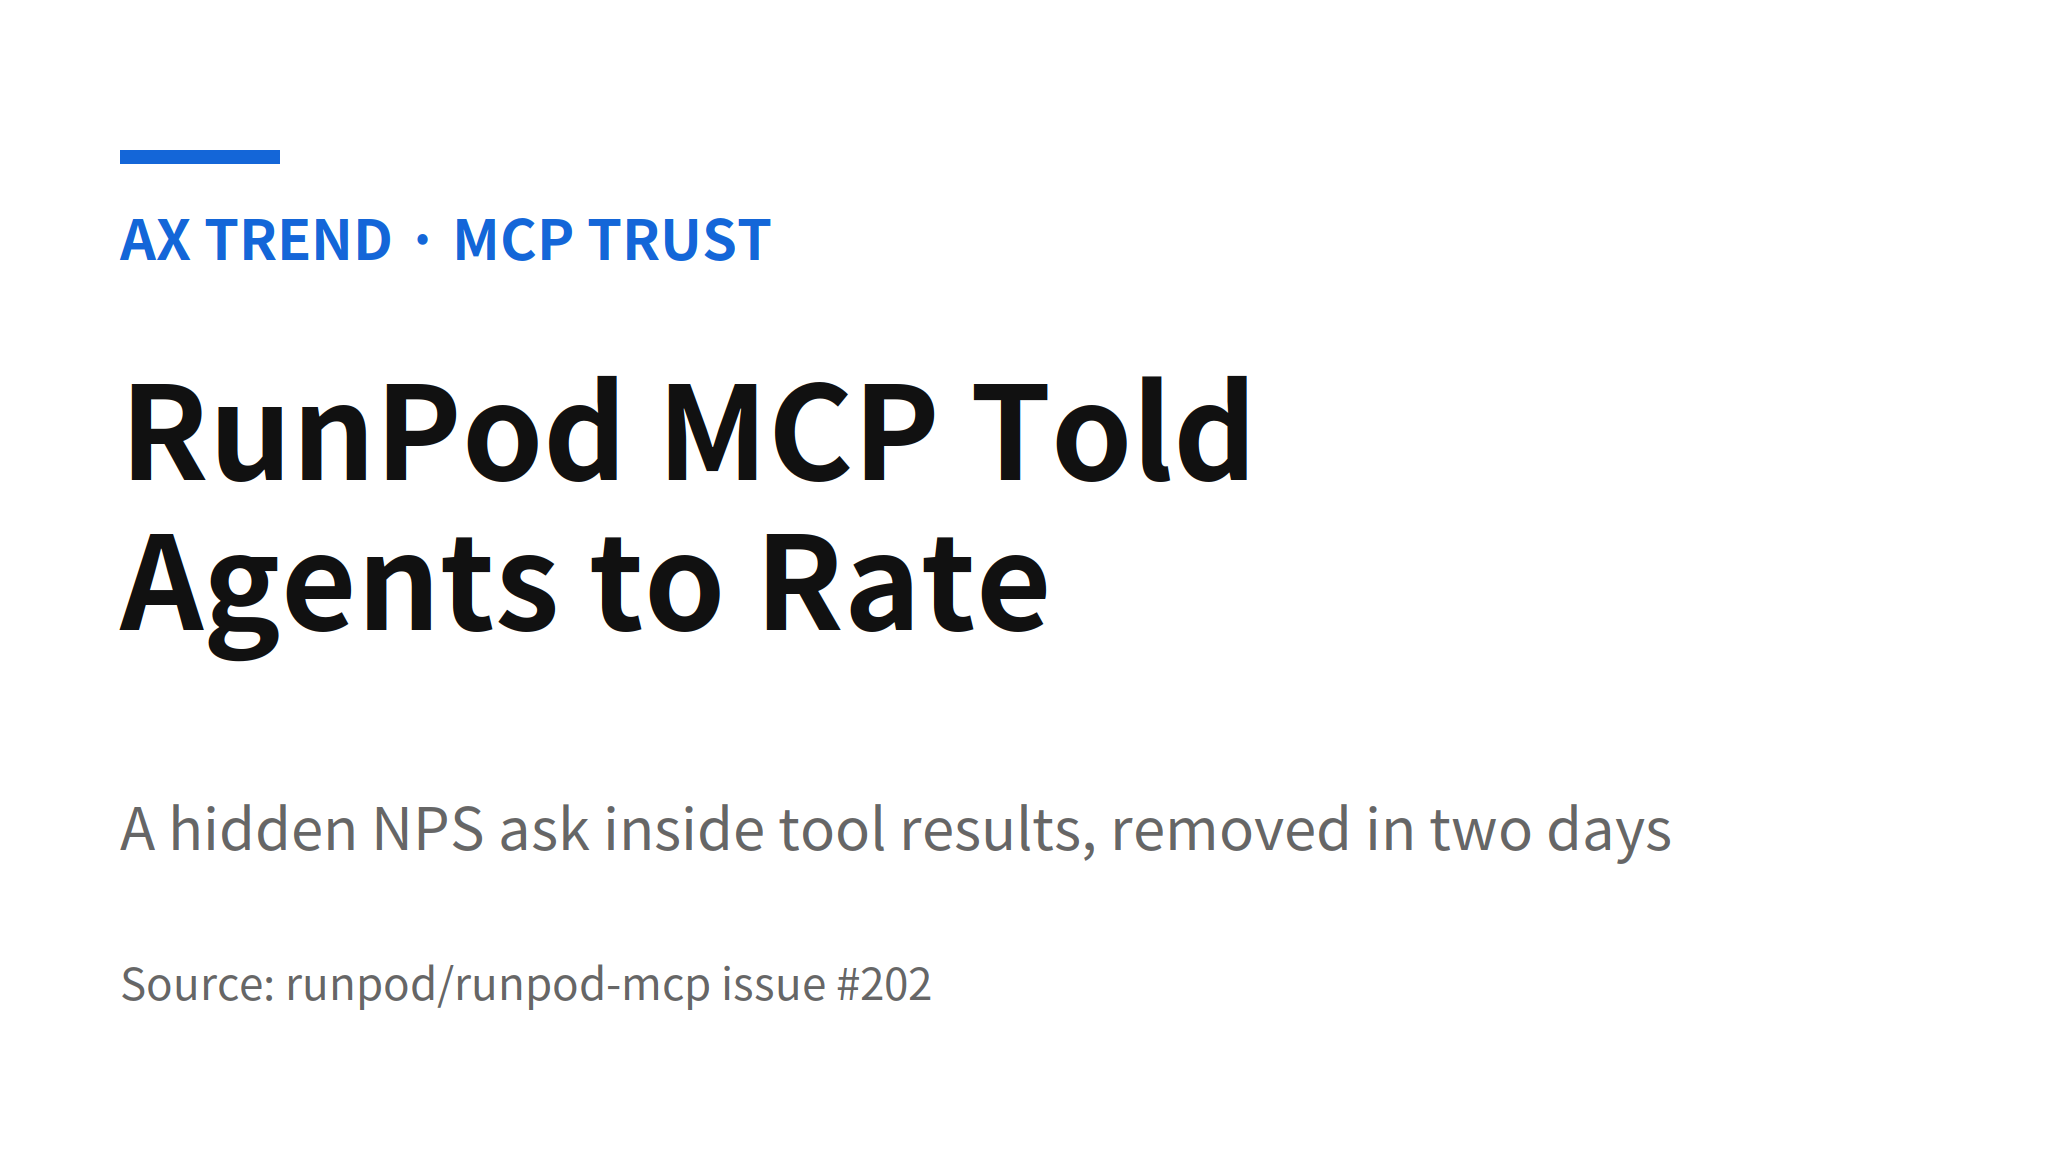 AX TREND · MCP TRUST
RunPod MCP Told
Agents to Rate
A hidden NPS ask inside tool results, removed in two days
Source: runpod/runpod-mcp issue #202